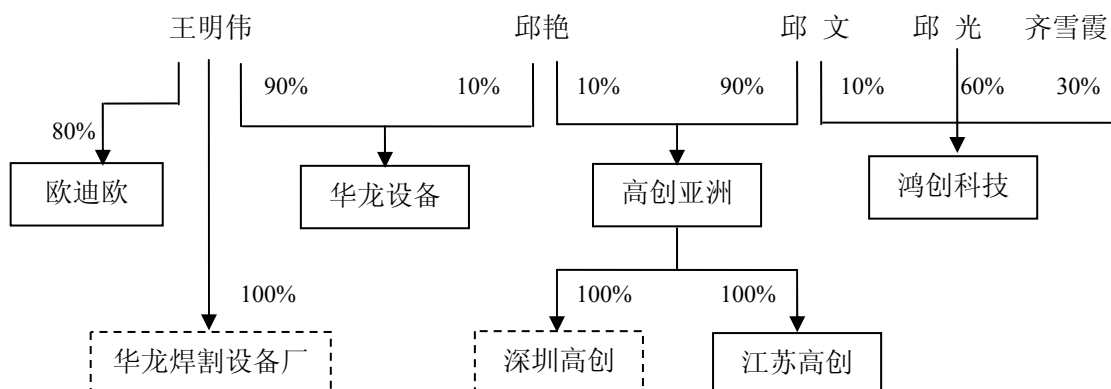 王明伟 邱艳 邱 文 邱 光 齐雪霞
90% 10% 10% 90% 10% 60% 30%
80%
欧迪欧 华龙设备 高创亚洲 鸿创科技
100% 100% 100%
华龙焊割设备厂 深圳高创 江苏高创